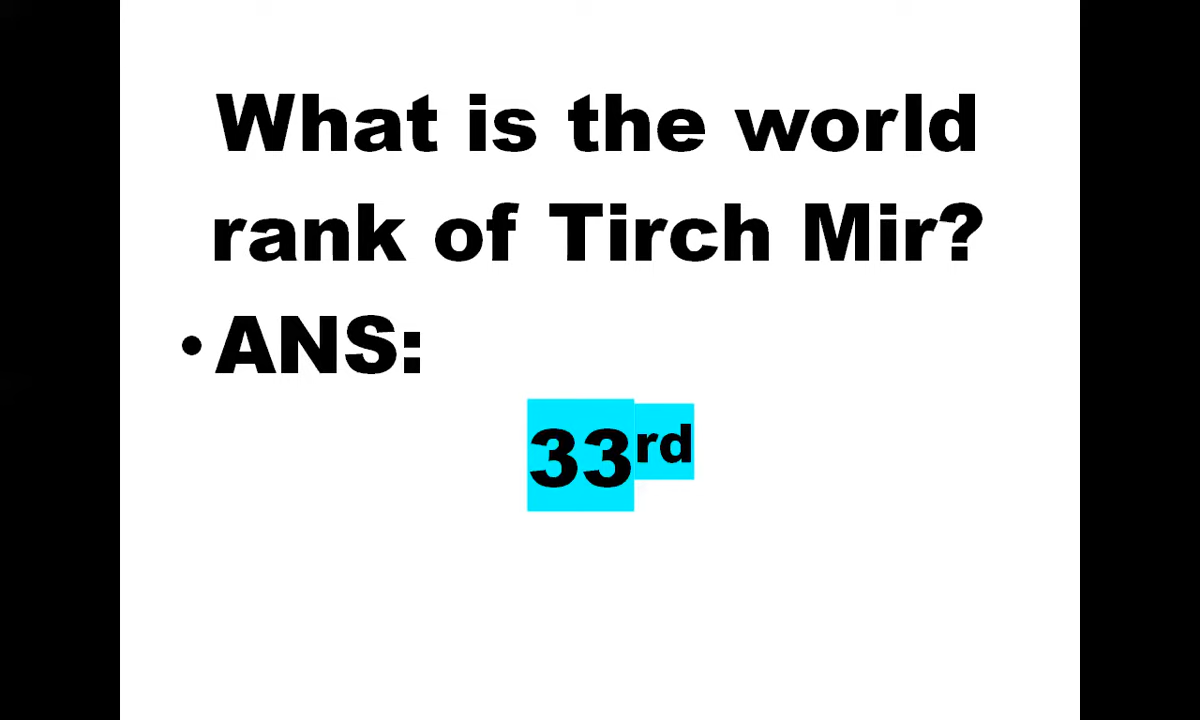 What is the world
rank of Tirch Mir?
• ANS:
33rd